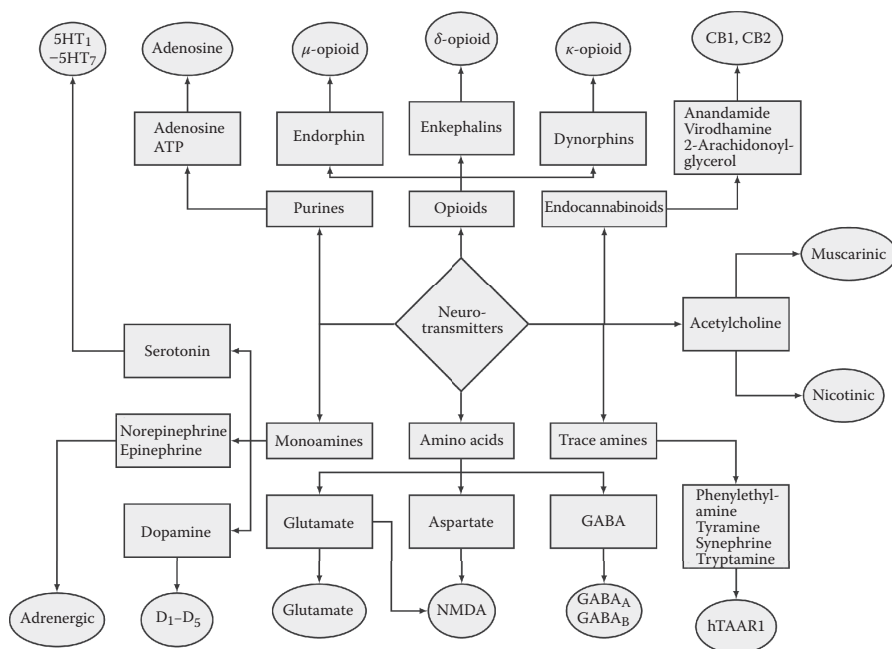 5HT₁
–5HT₇
Adenosine
μ-opioid
δ-opioid
κ-opioid
CB1, CB2
Adenosine
ATP
Endorphin
Enkephalins
Dynorphins
Anandamide
Virodhamine
2-Arachidonoyl-
glycerol
Purines
Opioids
Endocannabinoids
Muscarinic
Neuro-
transmitters
Acetylcholine
Serotonin
Nicotinic
Norepinephrine
Epinephrine
Monoamines
Amino acids
Trace amines
Dopamine
Glutamate
Aspartate
GABA
Phenylethyl-
amine
Tyramine
Synephrine
Tryptamine
Adrenergic
D₁–D₅
Glutamate
NMDA
GABA_A
GABA_B
hTAAR1